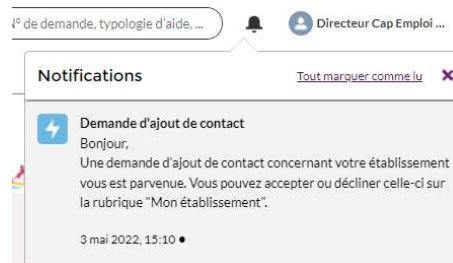 N° de demande, typologie d'aide, ...
Directeur Cap Emploi ...
Notifications
Tout marquer comme lu
Demande d'ajout de contact
Bonjour,
Une demande d'ajout de contact concernant votre établissement
vous est parvenue. Vous pouvez accepter ou décliner celle-ci sur
la rubrique "Mon établissement".
3 mai 2022, 15:10